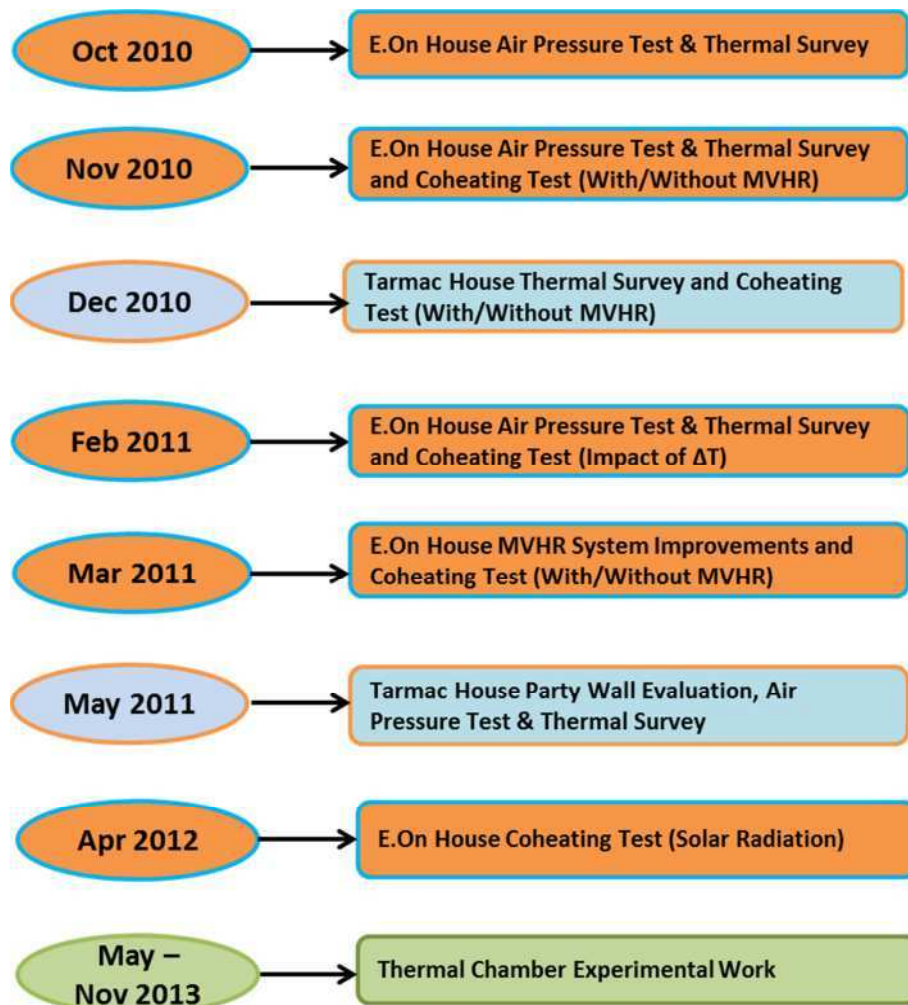 Oct 2010
E.On House Air Pressure Test & Thermal Survey
Nov 2010
E.On House Air Pressure Test & Thermal Survey
and Coheating Test (With/Without MVHR)
Dec 2010
Tarmac House Thermal Survey and Coheating
Test (With/Without MVHR)
Feb 2011
E.On House Air Pressure Test & Thermal Survey
and Coheating Test (Impact of ΔT)
Mar 2011
E.On House MVHR System Improvements and
Coheating Test (With/Without MVHR)
May 2011
Tarmac House Party Wall Evaluation, Air
Pressure Test & Thermal Survey
Apr 2012
E.On House Coheating Test (Solar Radiation)
May –
Nov 2013
Thermal Chamber Experimental Work